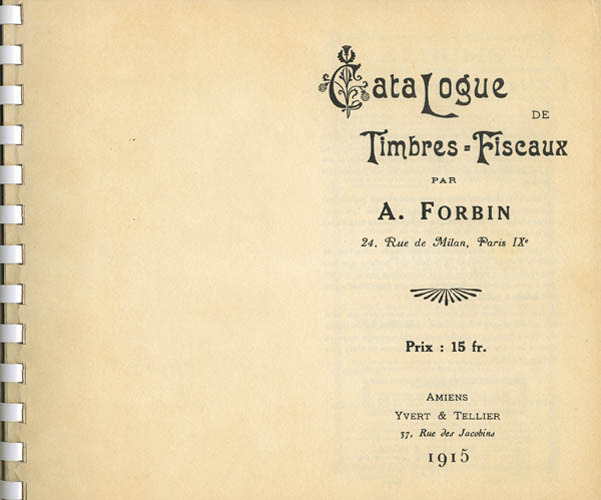 Catalogue
DE
Timbres=Fiscaux
PAR
A. FORBIN
24, Rue de Milan, Paris IXe
Prix : 15 fr.
AMIENS
YVERT & TELLIER
37, Rue des Jacobins
1915